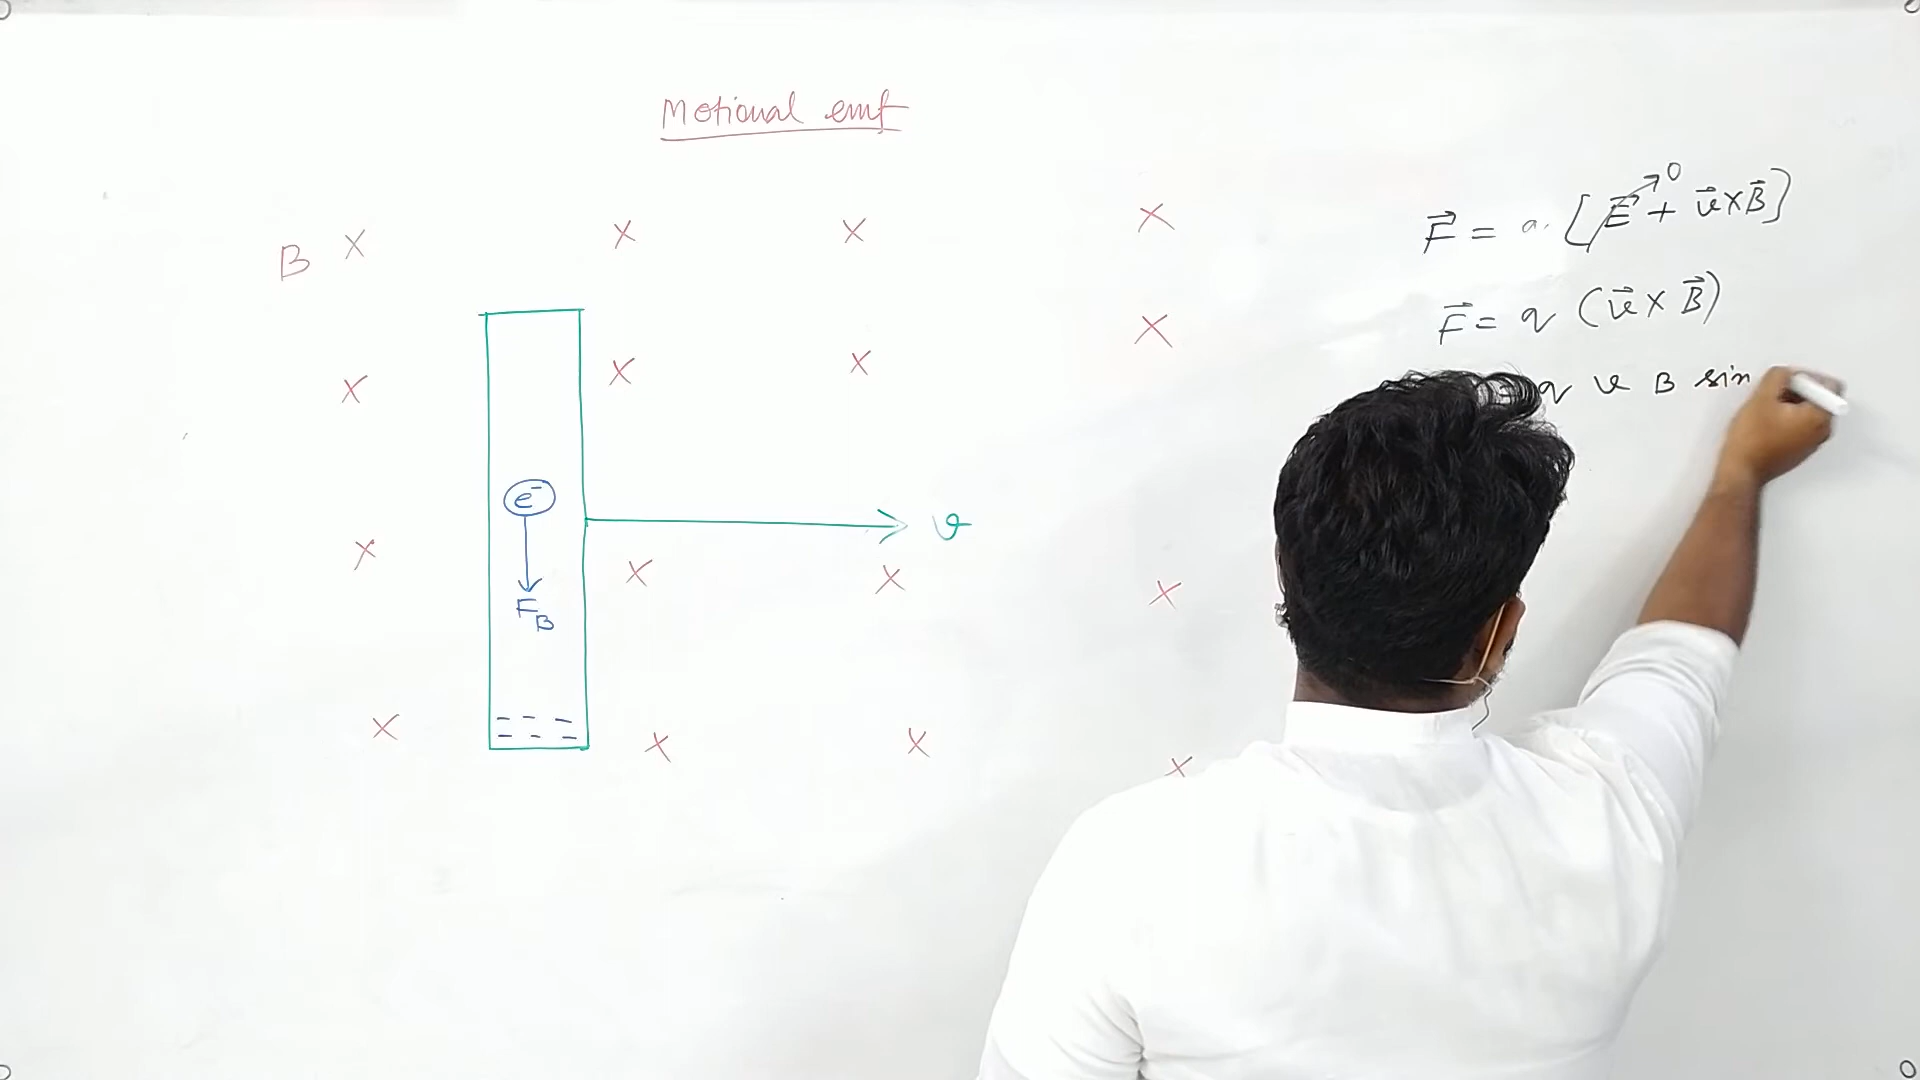 Motional emf
B X X X X
F⃗ = q [E⃗ + v⃗ × B⃗]
0
F⃗ = q (v⃗ × B⃗)
q v B sin
X X X X
e⁻
v
F_B
X X X X
X X X X
- - -
- - -